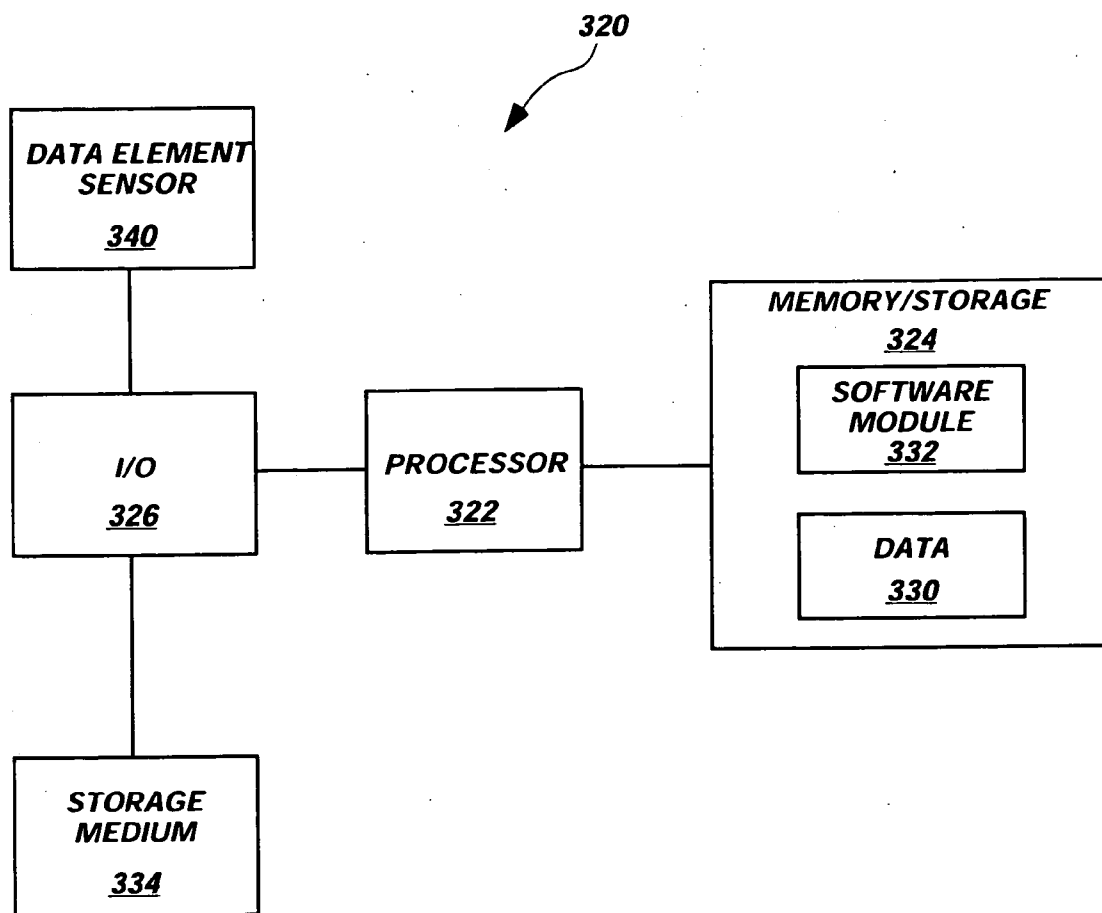 320
DATA ELEMENT
SENSOR
340
MEMORY/STORAGE
324
SOFTWARE
MODULE
332
I/O
326
PROCESSOR
322
DATA
330
STORAGE
MEDIUM
334